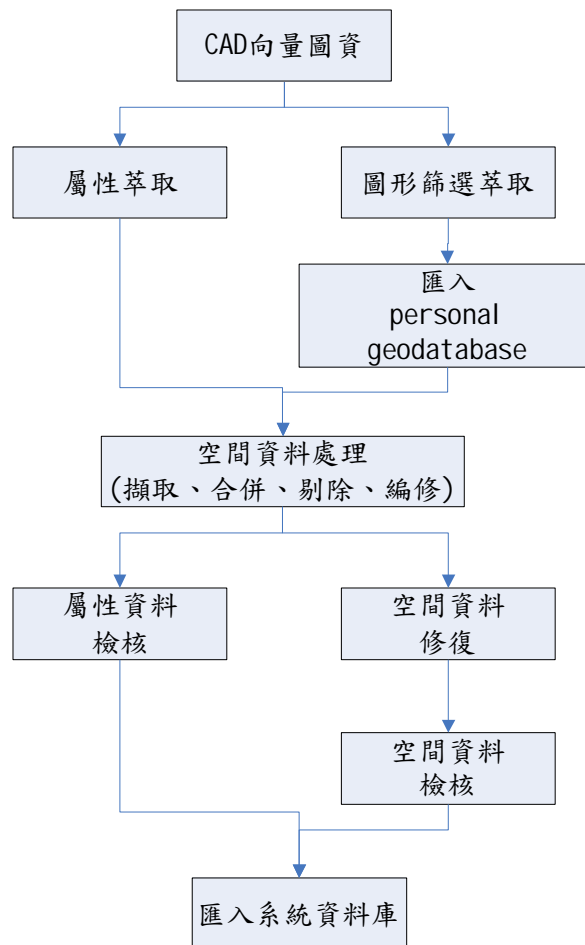 CAD向量圖資
屬性萃取
圖形篩選萃取
匯入
personal
geodatabase
空間資料處理
(擷取、合併、剔除、編修)
屬性資料
檢核
空間資料
修復
空間資料
檢核
匯入系統資料庫